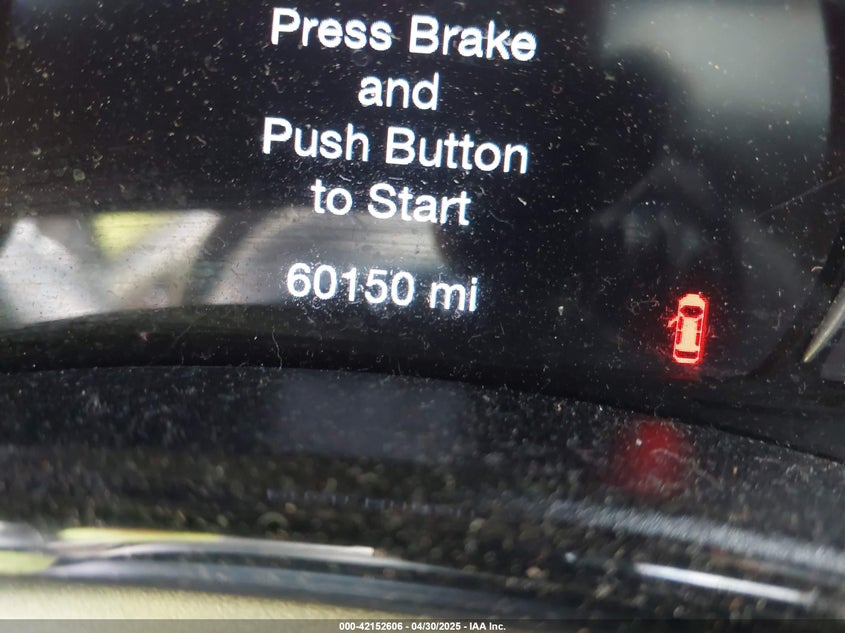 Press Brake
and
Push Button
to Start
60150 mi
000-42152606 - 04/30/2025 - IAA Inc.